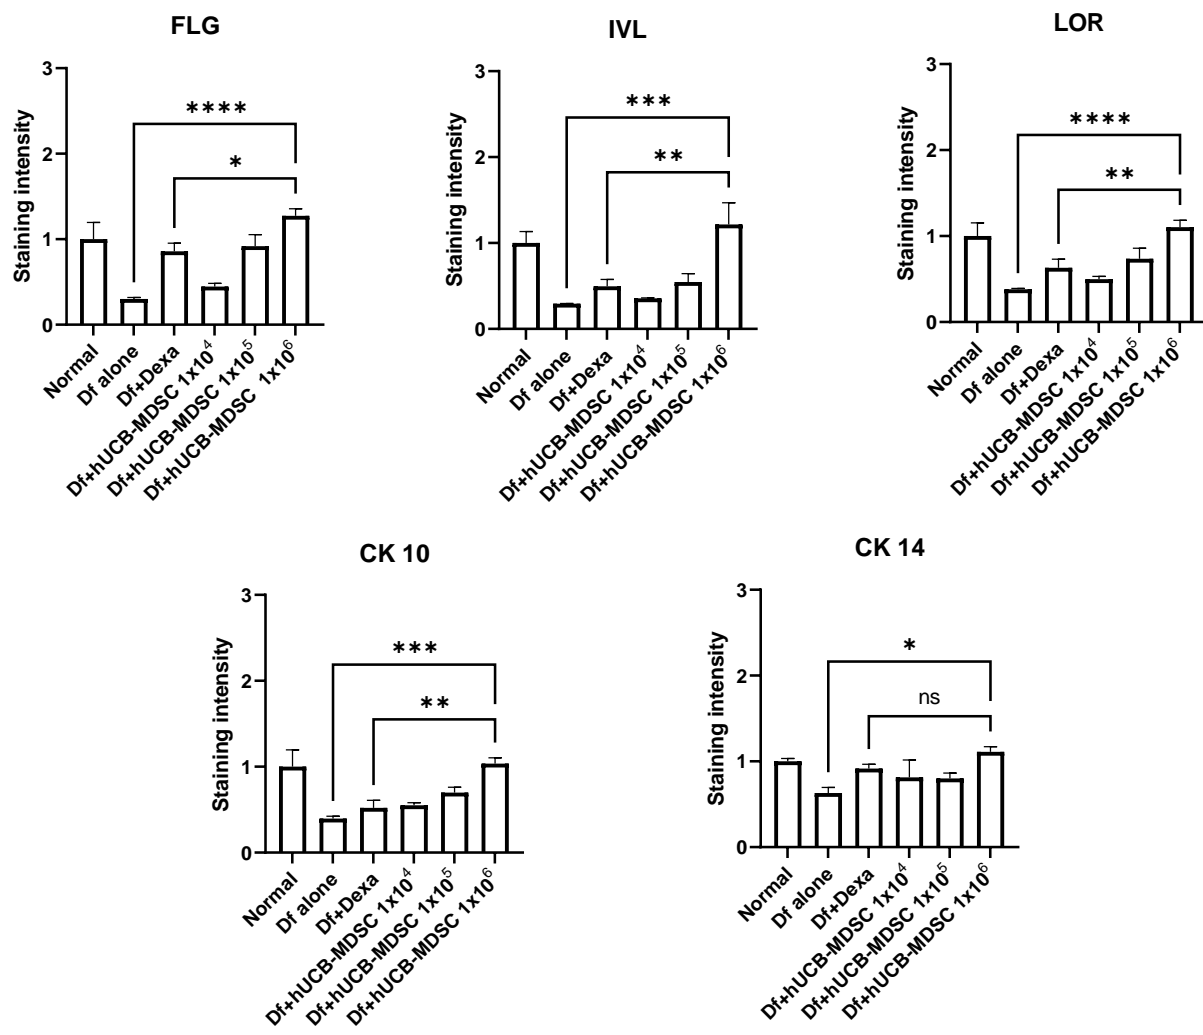 FLG
3
2
1
0
Staining intensity
****
*
Normal
Df alone
Df+Dexa
Df+hUCB-MDSC 1x10⁴
Df+hUCB-MDSC 1x10⁵
Df+hUCB-MDSC 1x10⁶
IVL
3
2
1
0
Staining intensity
***
**
Normal
Df alone
Df+Dexa
Df+hUCB-MDSC 1x10⁴
Df+hUCB-MDSC 1x10⁵
Df+hUCB-MDSC 1x10⁶
LOR
3
2
1
0
Staining intensity
****
**
Normal
Df alone
Df+Dexa
Df+hUCB-MDSC 1x10⁴
Df+hUCB-MDSC 1x10⁵
Df+hUCB-MDSC 1x10⁶
CK 10
3
2
1
0
Staining intensity
***
**
Normal
Df alone
Df+Dexa
Df+hUCB-MDSC 1x10⁴
Df+hUCB-MDSC 1x10⁵
Df+hUCB-MDSC 1x10⁶
CK 14
3
2
1
0
Staining intensity
*
ns
Normal
Df alone
Df+Dexa
Df+hUCB-MDSC 1x10⁴
Df+hUCB-MDSC 1x10⁵
Df+hUCB-MDSC 1x10⁶